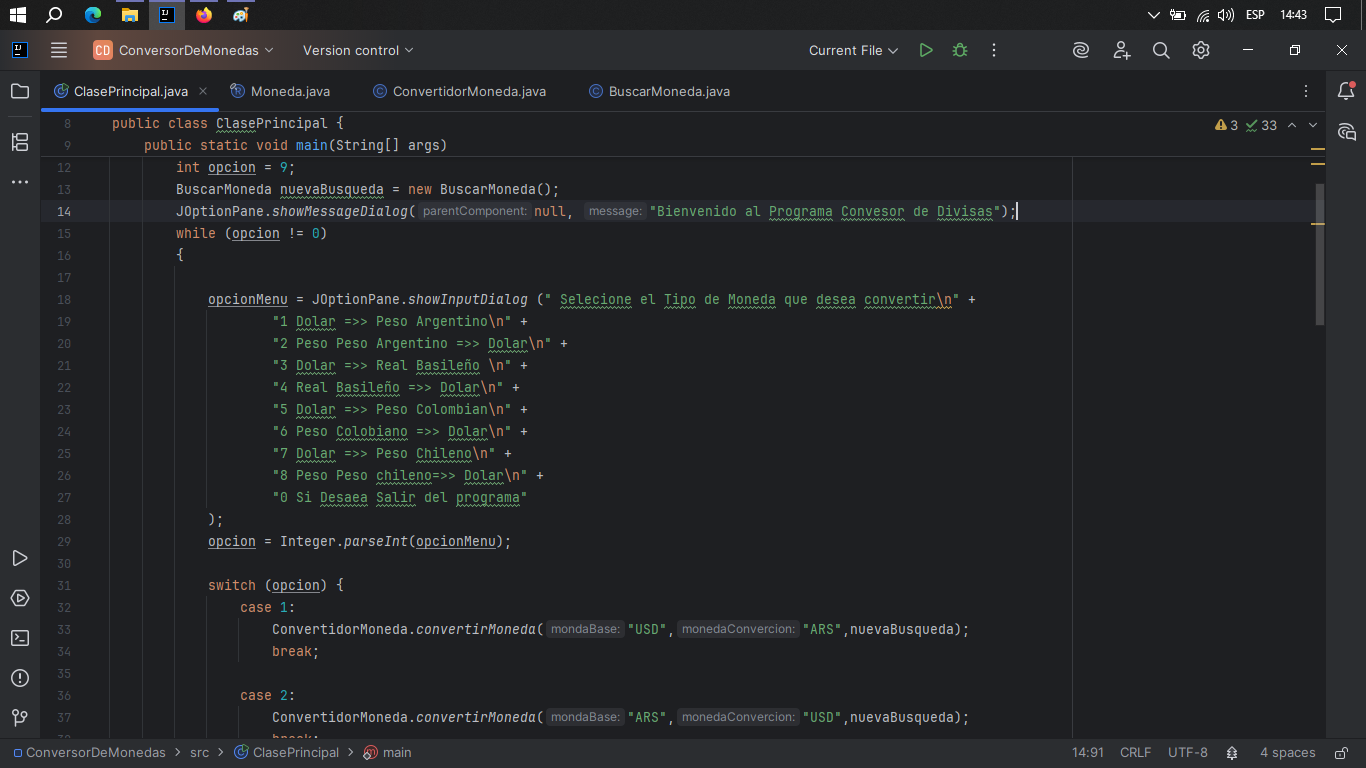 ESP 14:43
CD ConversorDeMonedas Version control Current File
ClasePrincipal.java Moneda.java ConvertidorMoneda.java BuscarMoneda.java
8 public class ClasePrincipal { 3 33
9 public static void main(String[] args)
12 int opcion = 9;
13 BuscarMoneda nuevaBusqueda = new BuscarMoneda();
14 JOptionPane.showMessageDialog( parentComponent: null, message: "Bienvenido al Programa Convesor de Divisas");
15 while (opcion != 0)
16 {
17
18 opcionMenu = JOptionPane.showInputDialog (" Selecione el Tipo de Moneda que desea convertir\n" +
19 "1 Dolar =>> Peso Argentino\n" +
20 "2 Peso Peso Argentino =>> Dolar\n" +
21 "3 Dolar =>> Real Basileño \n" +
22 "4 Real Basileño =>> Dolar\n" +
23 "5 Dolar =>> Peso Colombian\n" +
24 "6 Peso Colobiano =>> Dolar\n" +
25 "7 Dolar =>> Peso Chileno\n" +
26 "8 Peso Peso chileno=>> Dolar\n" +
27 "0 Si Desaea Salir del programa"
28 );
29 opcion = Integer.parseInt(opcionMenu);
30
31 switch (opcion) {
32 case 1:
33 ConvertidorMoneda.convertirMoneda( mondaBase: "USD", monedaConvercion: "ARS",nuevaBusqueda);
34 break;
35
36 case 2:
37 ConvertidorMoneda.convertirMoneda( mondaBase: "ARS", monedaConvercion: "USD",nuevaBusqueda);
38 break;
ConversorDeMonedas > src > ClasePrincipal > main 14:91 CRLF UTF-8 4 spaces